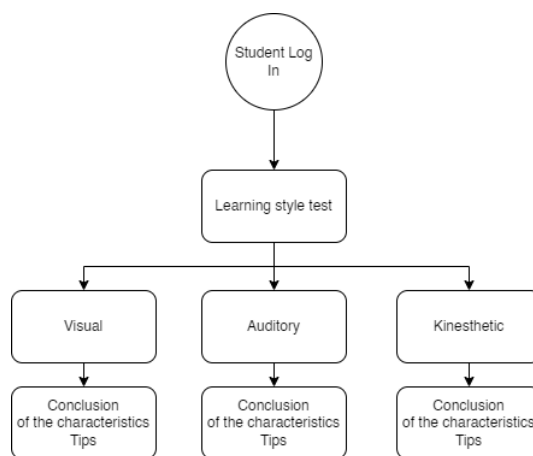 Student Log
In
Learning style test
Visual
Auditory
Kinesthetic
Conclusion
of the characteristics
Tips
Conclusion
of the characteristics
Tips
Conclusion
of the characteristics
Tips